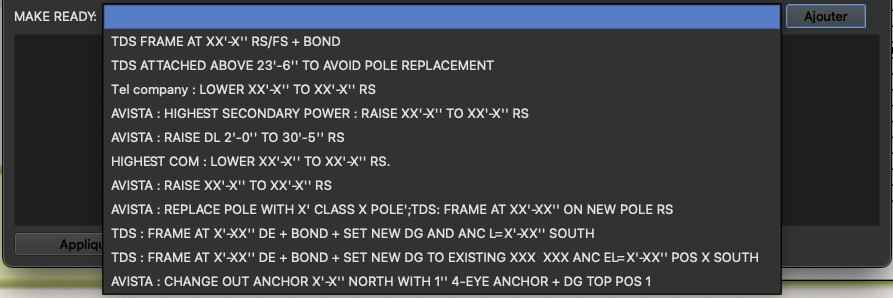 MAKE READY:
Ajouter
TDS FRAME AT XX'-X'' RS/FS + BOND
TDS ATTACHED ABOVE 23'-6'' TO AVOID POLE REPLACEMENT
Tel company : LOWER XX'-X'' TO XX'-X'' RS
AVISTA : HIGHEST SECONDARY POWER : RAISE XX'-X'' TO XX'-X'' RS
AVISTA : RAISE DL 2'-0'' TO 30'-5'' RS
HIGHEST COM : LOWER XX'-X'' TO XX'-X'' RS.
AVISTA : RAISE XX'-X'' TO XX'-X'' RS
AVISTA : REPLACE POLE WITH X' CLASS X POLE';TDS: FRAME AT XX'-XX'' ON NEW POLE RS
TDS : FRAME AT X'-XX'' DE + BOND + SET NEW DG AND ANC L=X'-XX'' SOUTH
Appliqu
TDS : FRAME AT X'-XX'' DE + BOND + SET NEW DG TO EXISTING XXX  XXX ANC EL=X'-XX'' POS X SOUTH
AVISTA : CHANGE OUT ANCHOR X'-X'' NORTH WITH 1'' 4-EYE ANCHOR + DG TOP POS 1